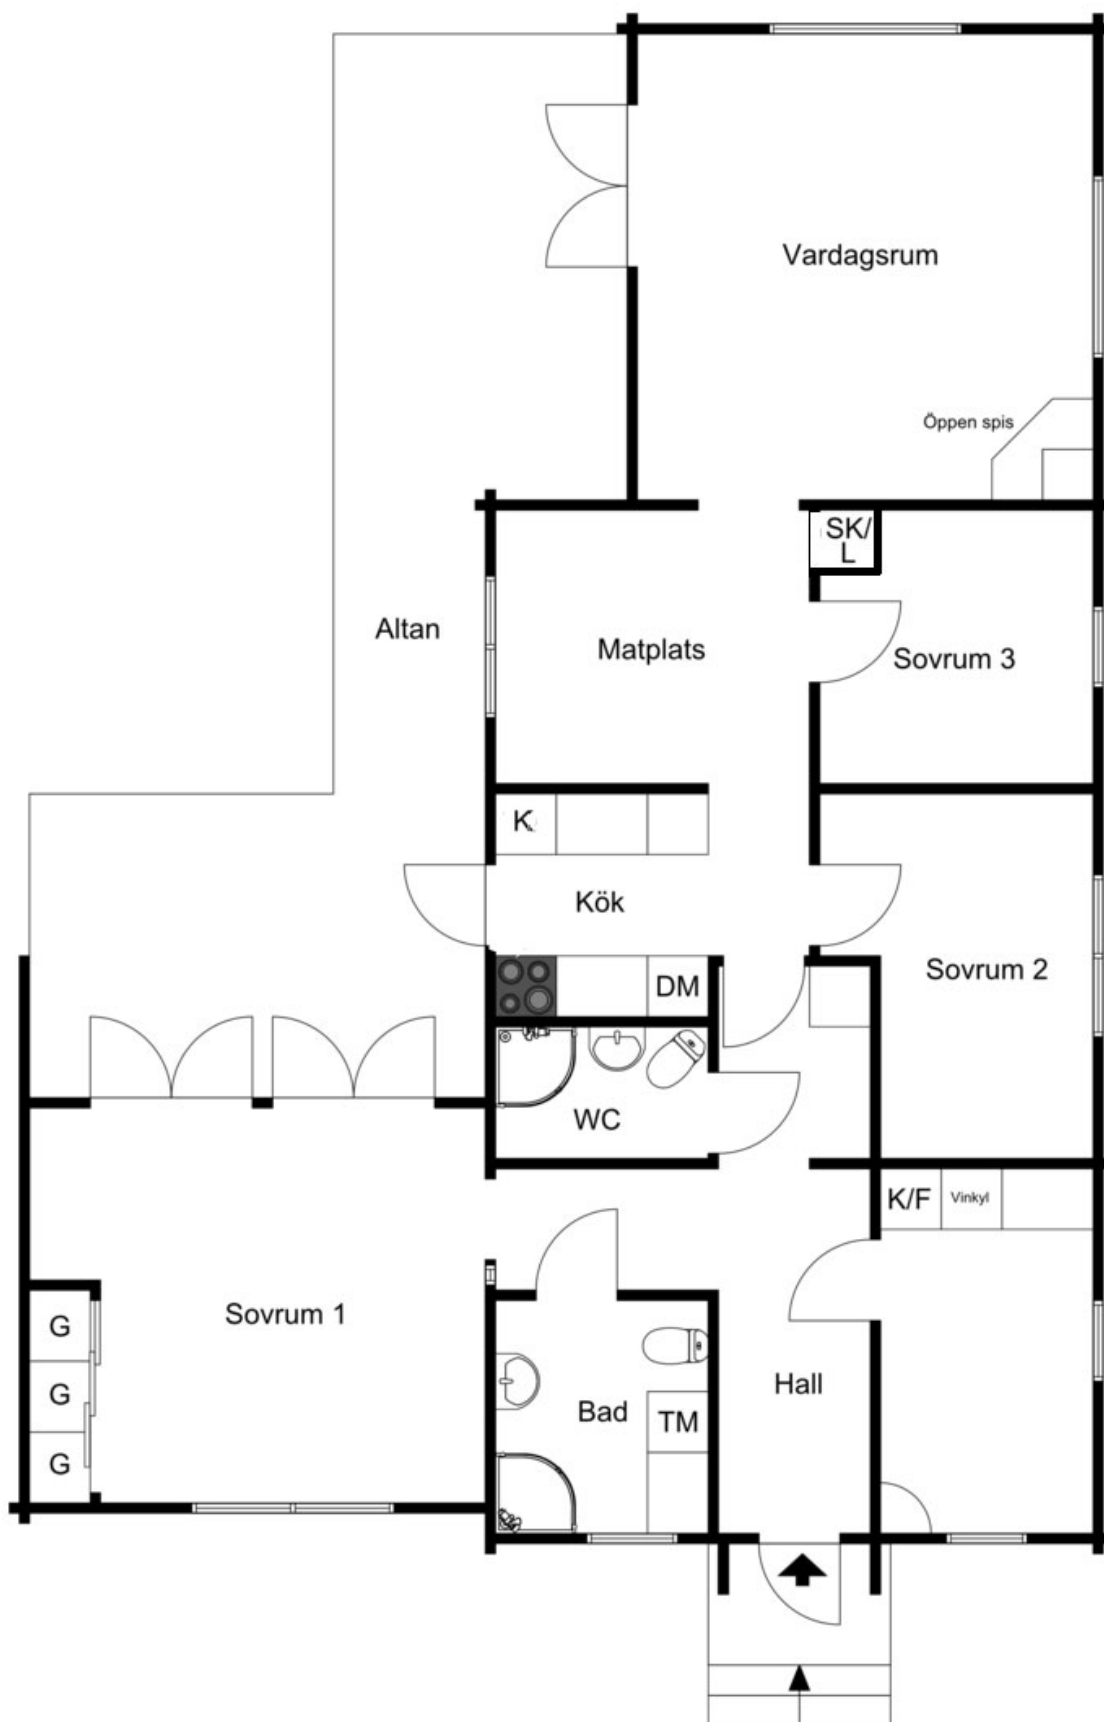 Vardagsrum
Öppen spis
SK/
L
Altan
Matplats
Sovrum 3
K
Kök
DM
Sovrum 2
WC
K/F
Vinkyl
Sovrum 1
G
G
G
Bad
TM
Hall